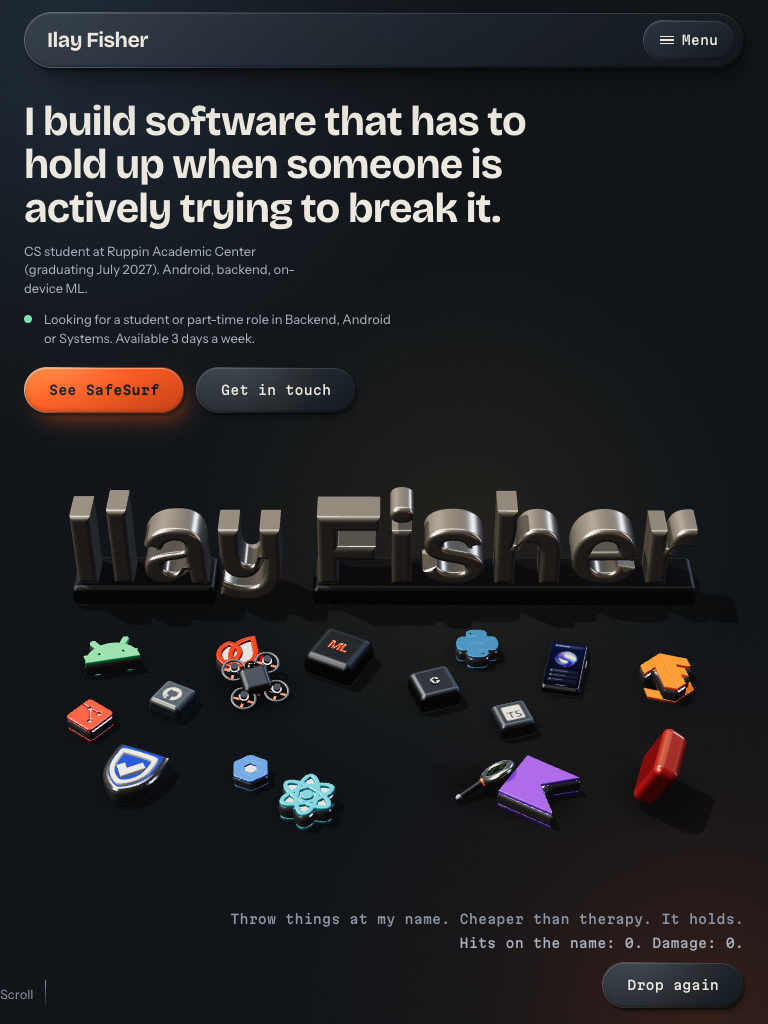 Ilay Fisher
Menu
I build software that has to
hold up when someone is
actively trying to break it.
CS student at Ruppin Academic Center
(graduating July 2027). Android, backend, on-
device ML.
Looking for a student or part-time role in Backend, Android
or Systems. Available 3 days a week.
See SafeSurf
Get in touch
Ilay Fisher
ML
C
TS
Throw things at my name. Cheaper than therapy. It holds.
Hits on the name: 0. Damage: 0.
Scroll
Drop again